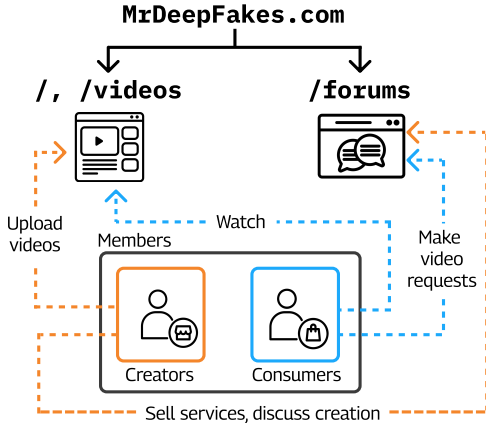 MrDeepFakes.com
/, /videos
/forums
Upload
videos
Watch
Make
video
requests
Members
Creators
Consumers
Sell services, discuss creation